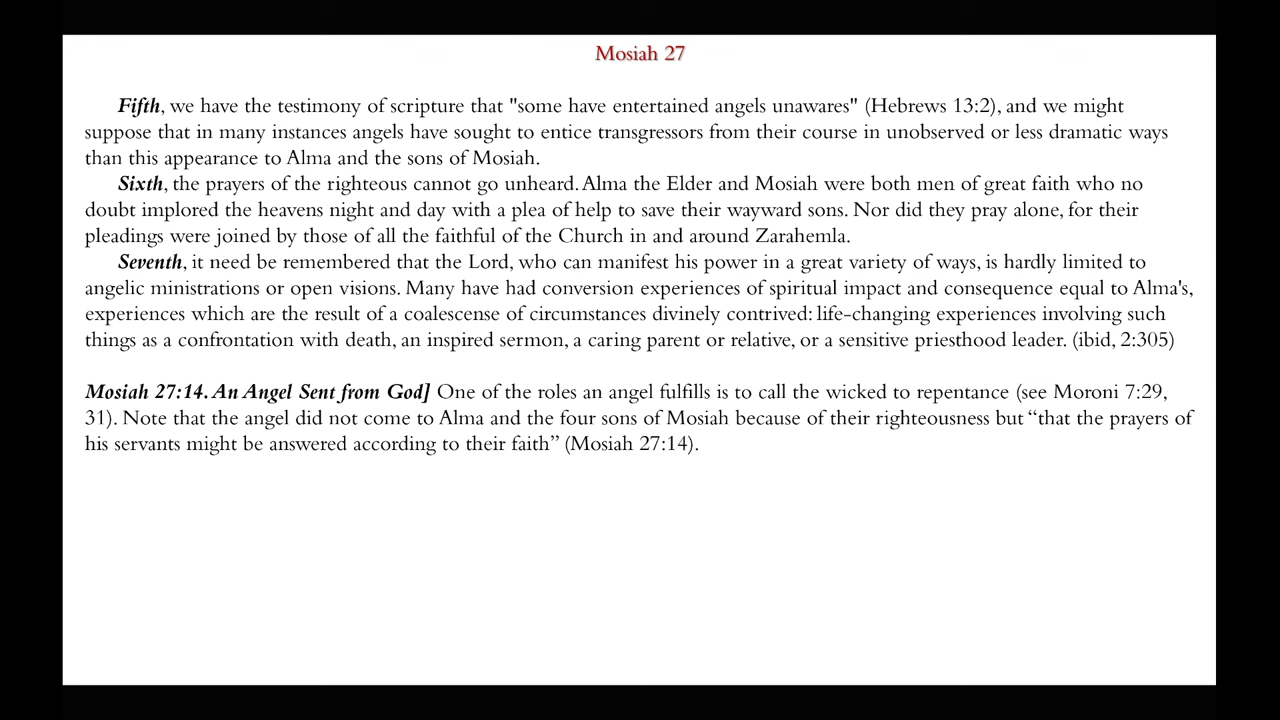 Mosiah 27
Fifth, we have the testimony of scripture that "some have entertained angels unawares" (Hebrews 13:2), and we might
suppose that in many instances angels have sought to entice transgressors from their course in unobserved or less dramatic ways
than this appearance to Alma and the sons of Mosiah.
Sixth, the prayers of the righteous cannot go unheard. Alma the Elder and Mosiah were both men of great faith who no
doubt implored the heavens night and day with a plea of help to save their wayward sons. Nor did they pray alone, for their
pleadings were joined by those of all the faithful of the Church in and around Zarahemla.
Seventh, it need be remembered that the Lord, who can manifest his power in a great variety of ways, is hardly limited to
angelic ministrations or open visions. Many have had conversion experiences of spiritual impact and consequence equal to Alma's,
experiences which are the result of a coalescense of circumstances divinely contrived: life-changing experiences involving such
things as a confrontation with death, an inspired sermon, a caring parent or relative, or a sensitive priesthood leader. (ibid, 2:305)
Mosiah 27:14. An Angel Sent from God] One of the roles an angel fulfills is to call the wicked to repentance (see Moroni 7:29,
31). Note that the angel did not come to Alma and the four sons of Mosiah because of their righteousness but “that the prayers of
his servants might be answered according to their faith” (Mosiah 27:14).